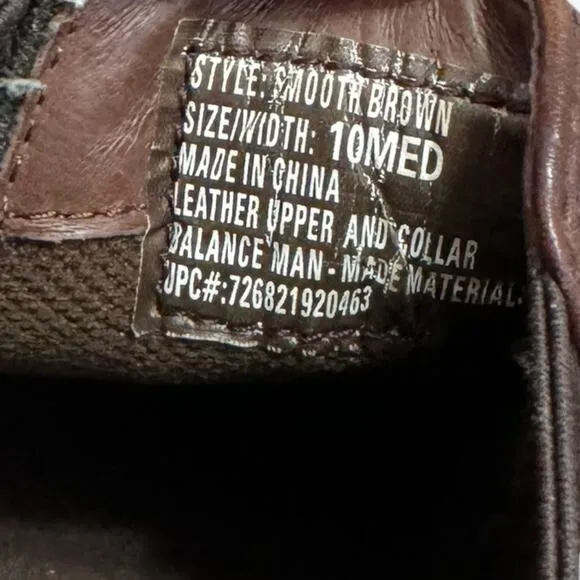 STYLE: SMOOTH BROWN
SIZE/WIDTH: 10MED
MADE IN CHINA
LEATHER UPPER AND COLLAR
BALANCE MAN-MADE MATERIAL.
UPC#:726821920463